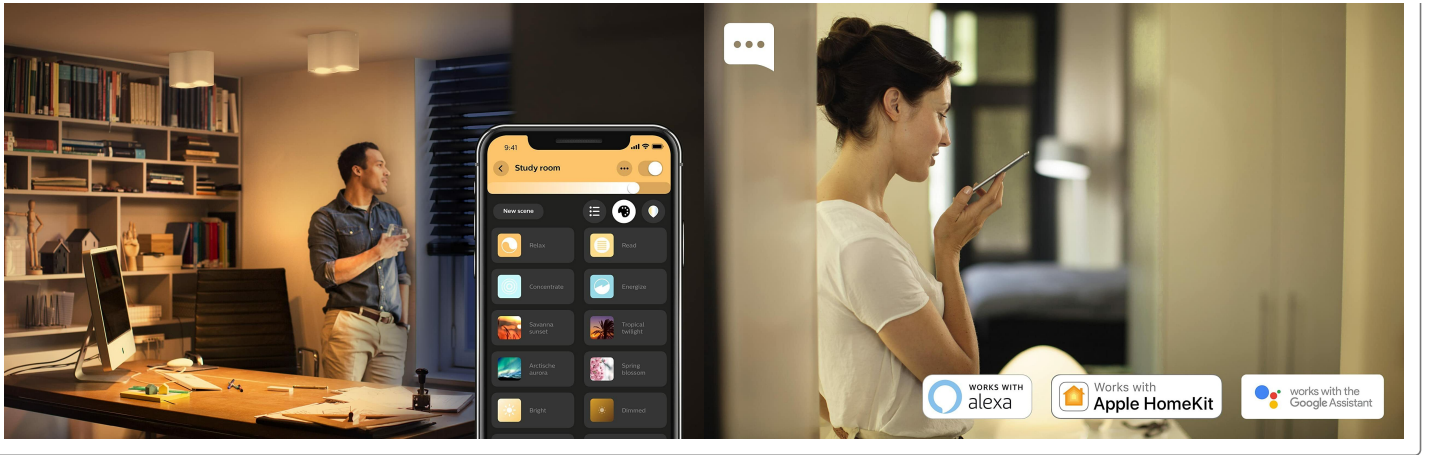 9:41
Study room
New scene
Relax
Read
Concentrate
Energize
Savanna
sunset
Tropical
twilight
Arctische
aurora
Spring
blossom
Bright
Dimmed
WORKS WITH
alexa
Works with
Apple HomeKit
works with the
Google Assistant